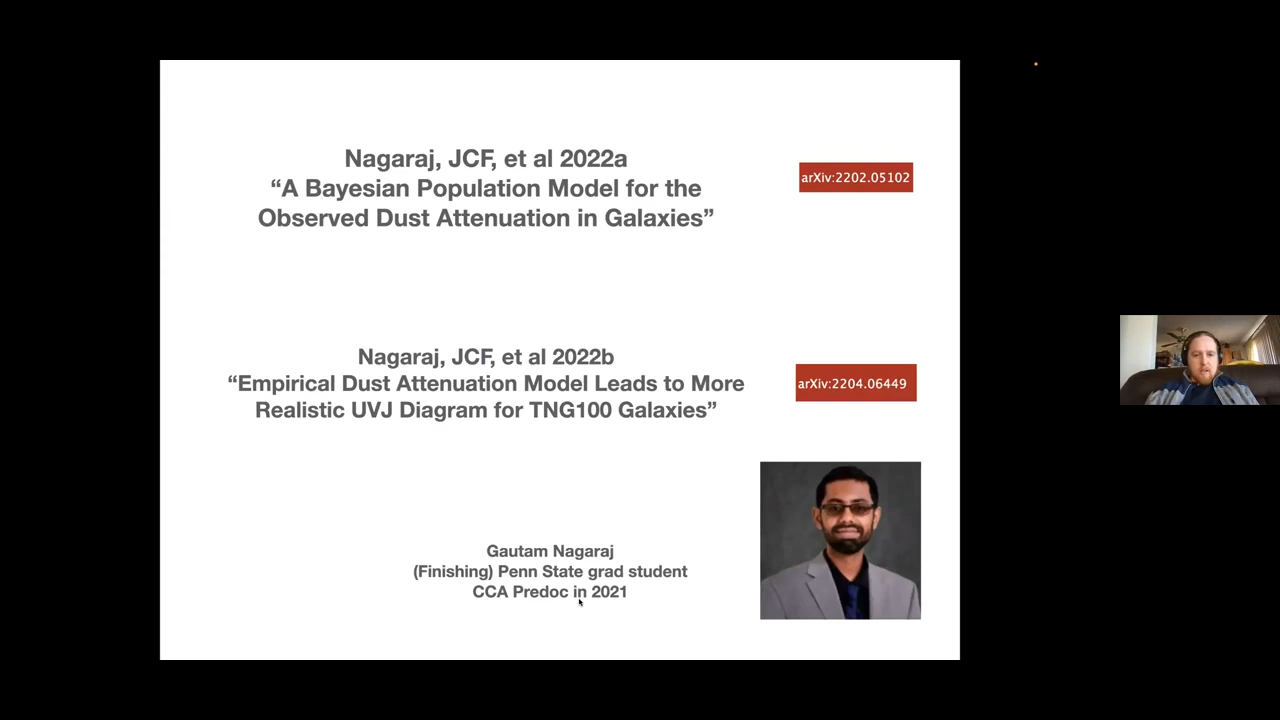 Nagaraj, JCF, et al 2022a
“A Bayesian Population Model for the
Observed Dust Attenuation in Galaxies”
arXiv:2202.05102
Nagaraj, JCF, et al 2022b
“Empirical Dust Attenuation Model Leads to More
Realistic UVJ Diagram for TNG100 Galaxies”
arXiv:2204.06449
Gautam Nagaraj
(Finishing) Penn State grad student
CCA Predoc in 2021